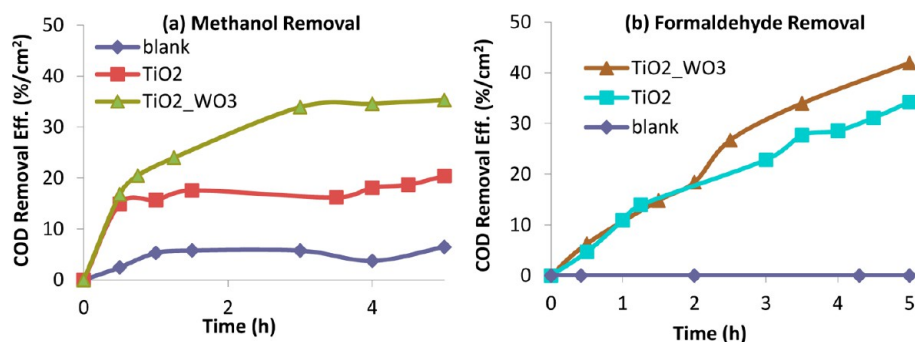 (a) Methanol Removal
COD Removal Eff. (%/cm²)
50
40
30
20
10
0
blank
TiO2
TiO2_WO3
0
2
4
Time (h)
(b) Formaldehyde Removal
COD Removal Eff. (%/cm²)
50
40
30
20
10
0
TiO2_WO3
TiO2
blank
0
1
2
3
4
5
Time (h)